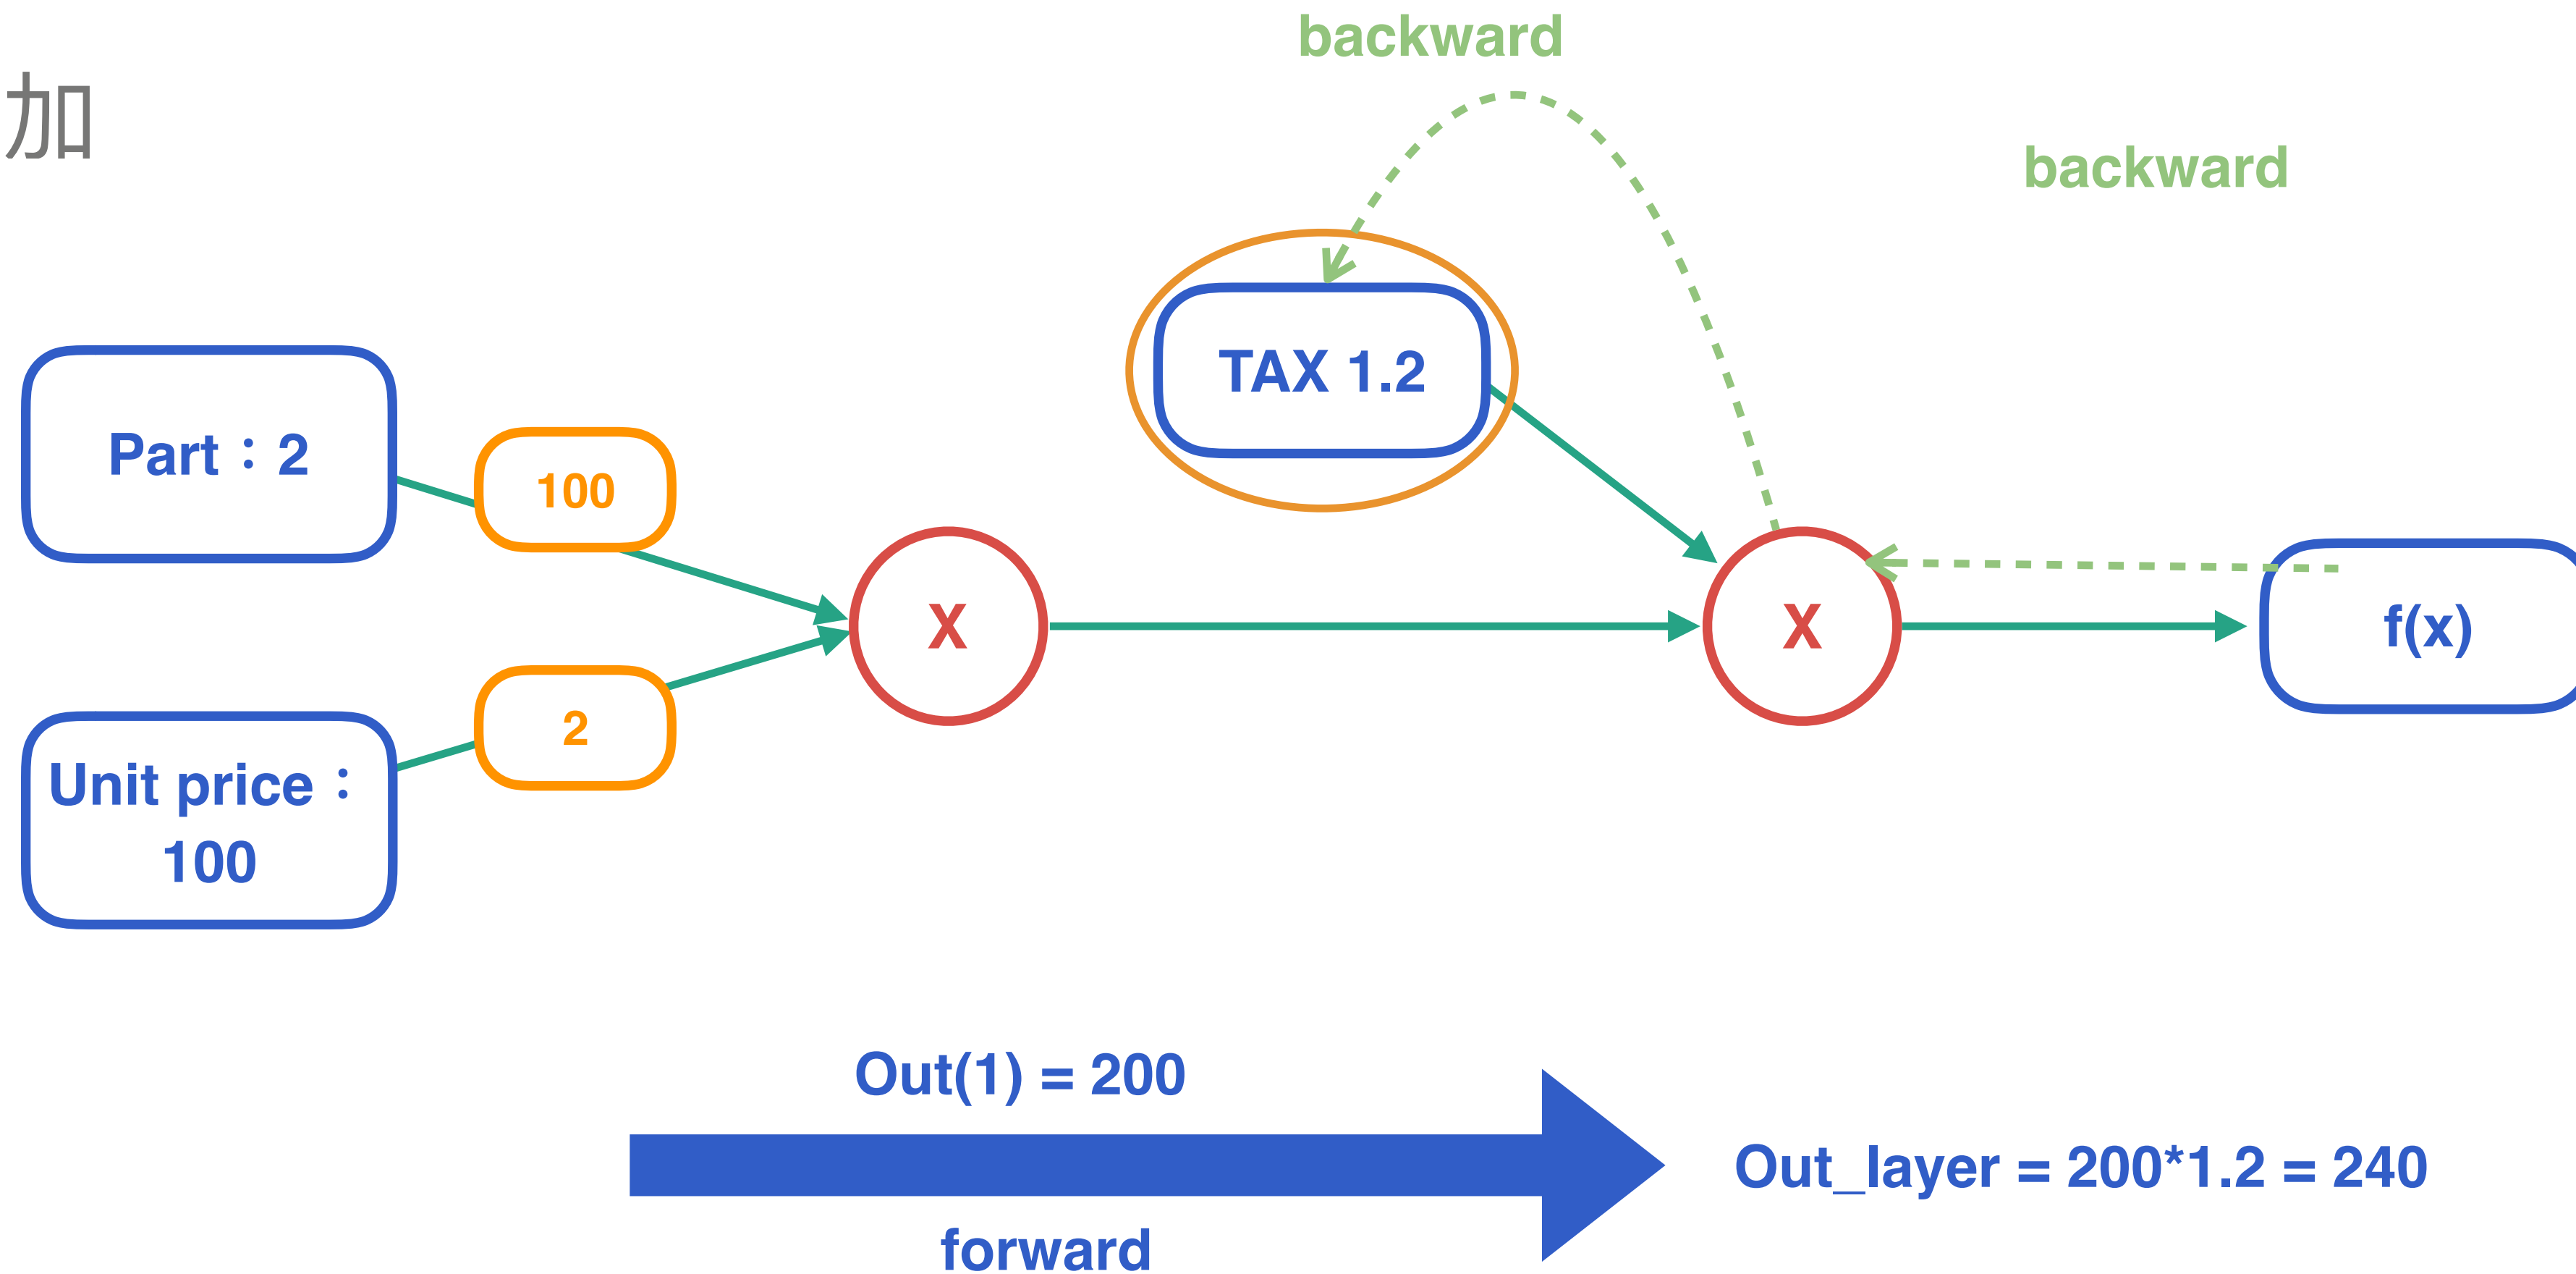 加
backward
backward
TAX 1.2
Part：2
100
X
X
f(x)
2
Unit price：
100
Out(1) = 200
Out_layer = 200*1.2 = 240
forward